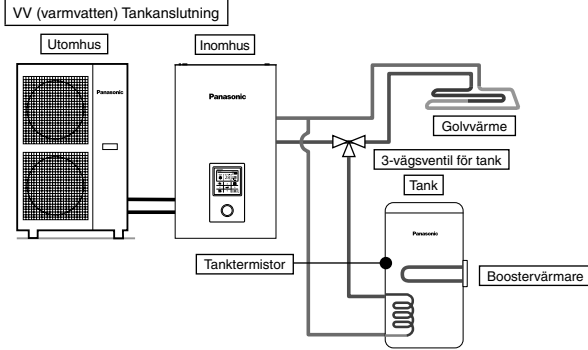 VV (varmvatten) Tankanslutning
Utomhus
Inomhus
Panasonic
Panasonic
Golvvärme
3-vägsventil för tank
Tank
Panasonic
Tanktermistor
Boostervärmare